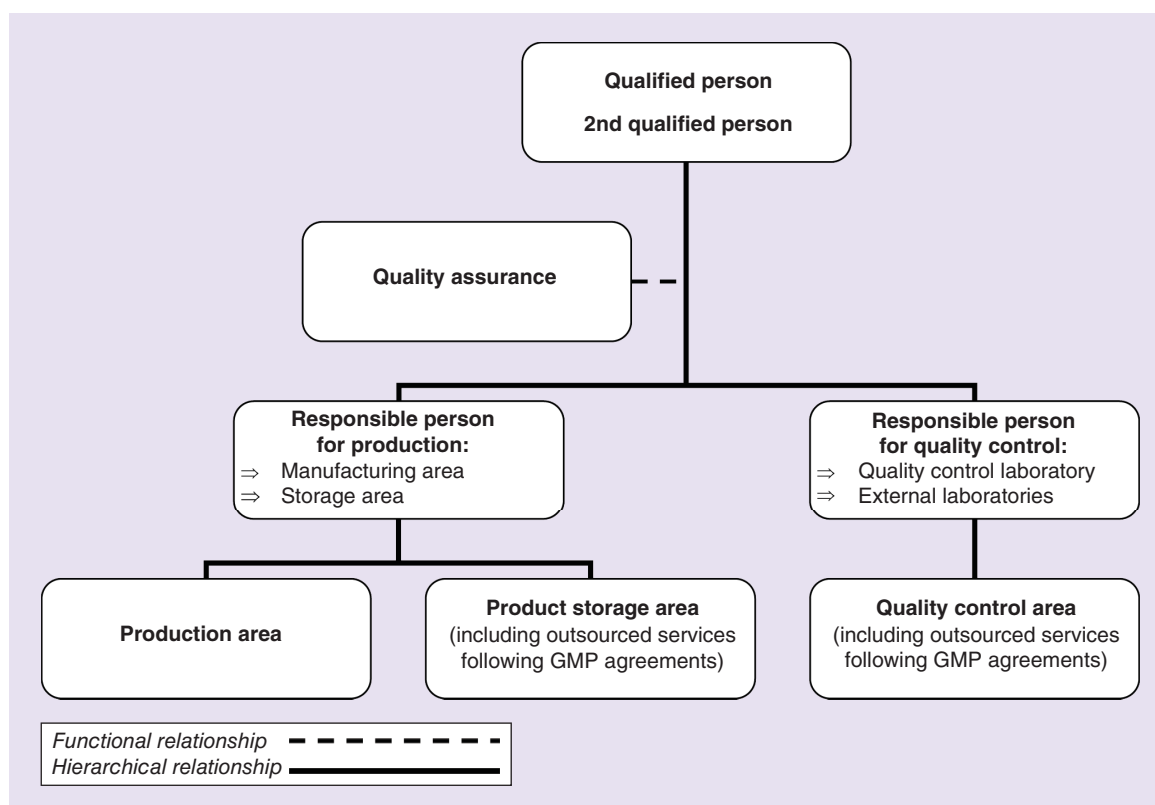 Qualified person
2nd qualified person
Quality assurance
Responsible person
for production:
⇒ Manufacturing area
⇒ Storage area
Responsible person
for quality control:
⇒ Quality control laboratory
⇒ External laboratories
Production area
Product storage area
(including outsourced services
following GMP agreements)
Quality control area
(including outsourced services
following GMP agreements)
Functional relationship
Hierarchical relationship